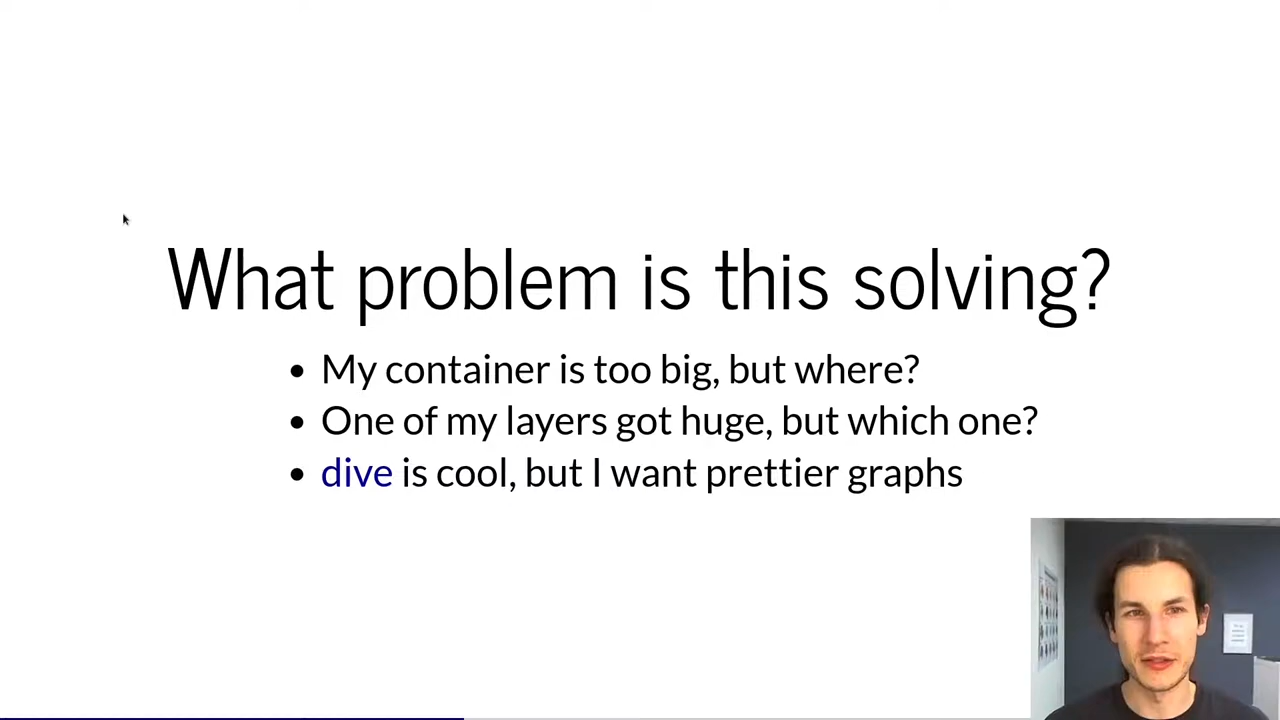 What problem is this solving?
My container is too big, but where?
One of my layers got huge, but which one?
dive is cool, but I want prettier graphs